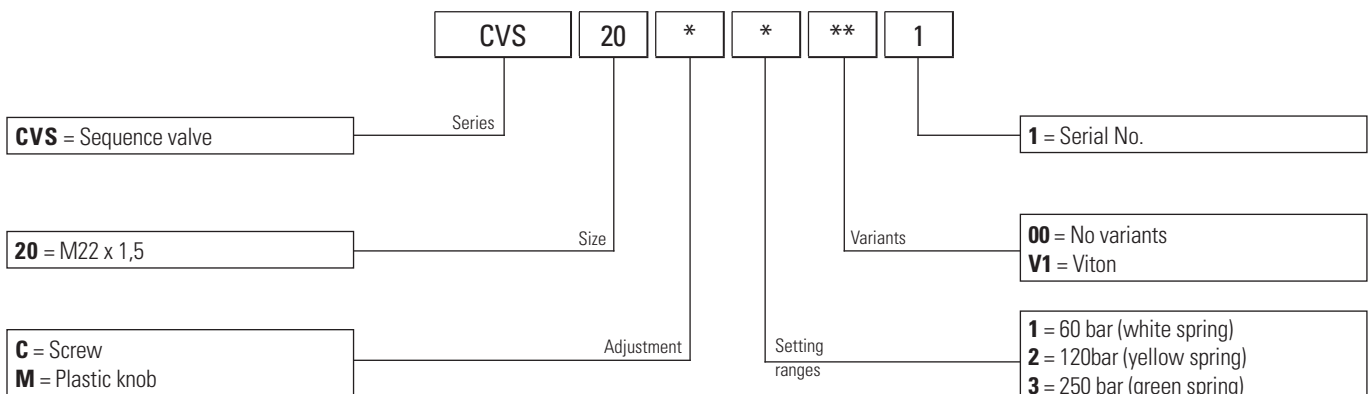 CVS 20 * * ** 1
Series
CVS = Sequence valve
1 = Serial No.
Size
20 = M22 x 1,5
Variants
00 = No variants
V1 = Viton
Adjustment
C = Screw
M = Plastic knob
Setting
ranges
1 = 60 bar (white spring)
2 = 120bar (yellow spring)
3 = 250 bar (green spring)